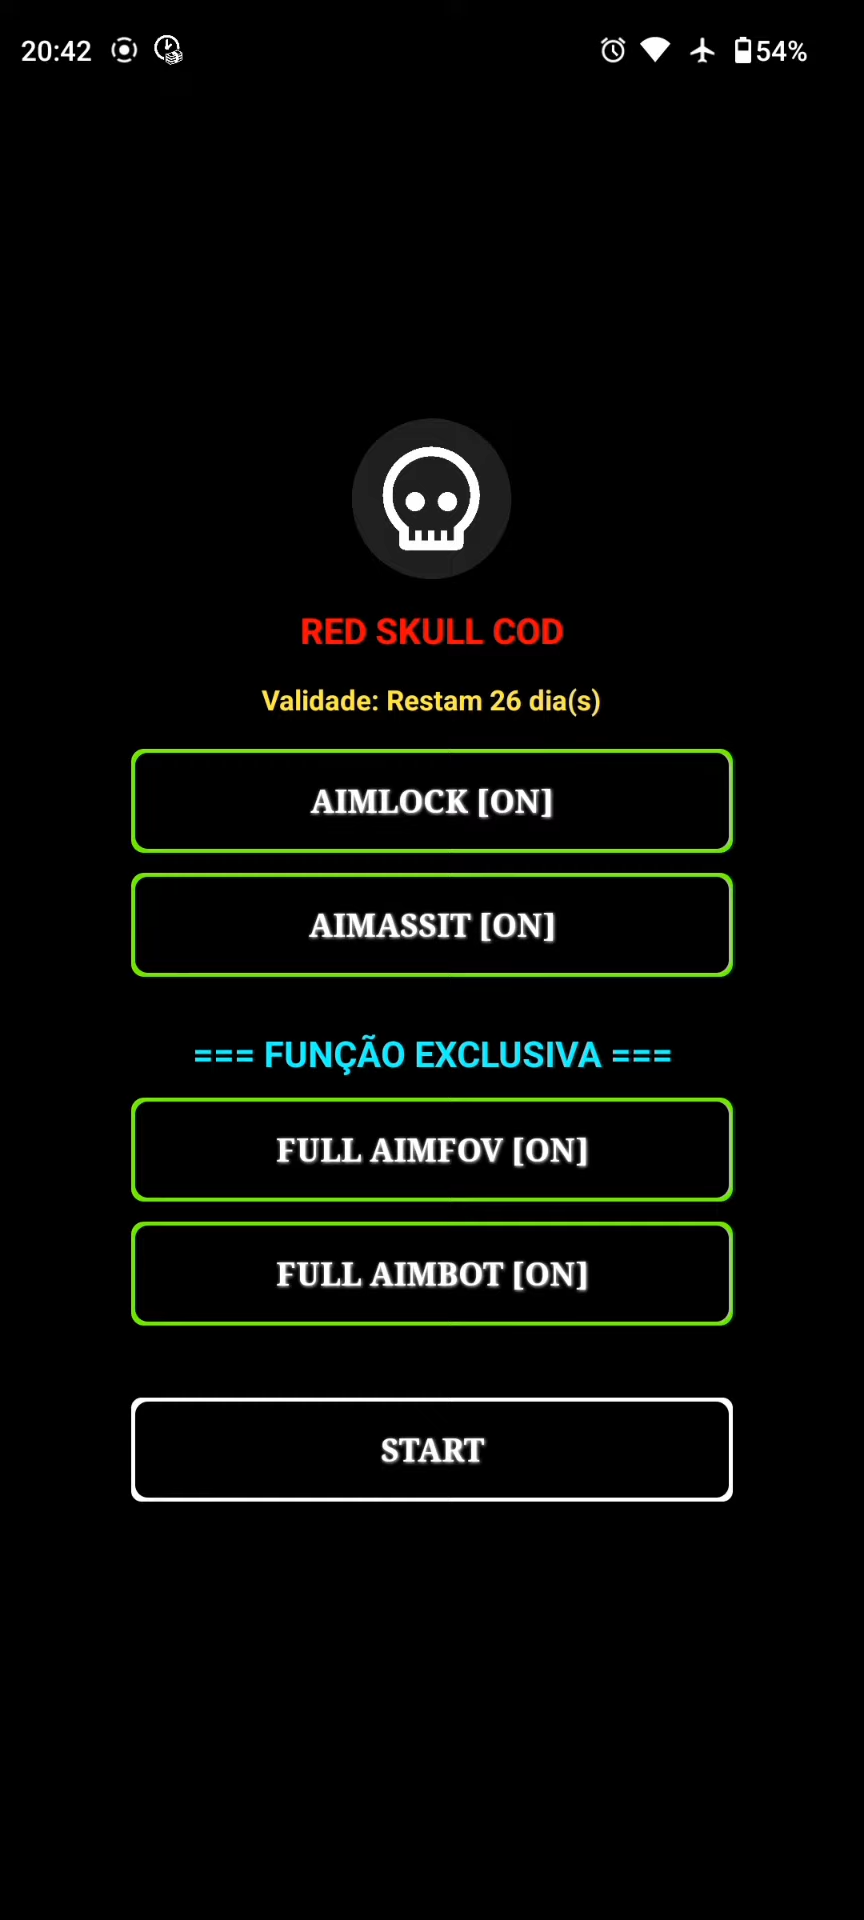 20:42 54%
RED SKULL COD
Validade: Restam 26 dia(s)
AIMLOCK [ON]
AIMASSIT [ON]
=== FUNÇÃO EXCLUSIVA ===
FULL AIMFOV [ON]
FULL AIMBOT [ON]
START